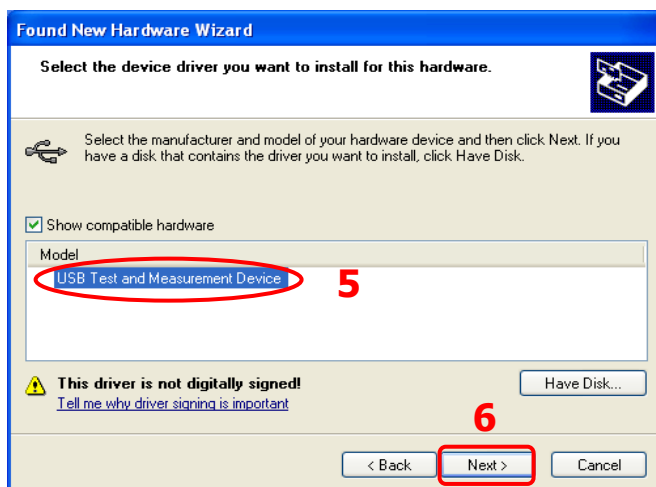 Found New Hardware Wizard
Select the device driver you want to install for this hardware.
Select the manufacturer and model of your hardware device and then click Next. If you
have a disk that contains the driver you want to install, click Have Disk.
Show compatible hardware
Model
USB Test and Measurement Device
5
This driver is not digitally signed!
Have Disk...
Tell me why driver signing is important
6
< Back
Next >
Cancel